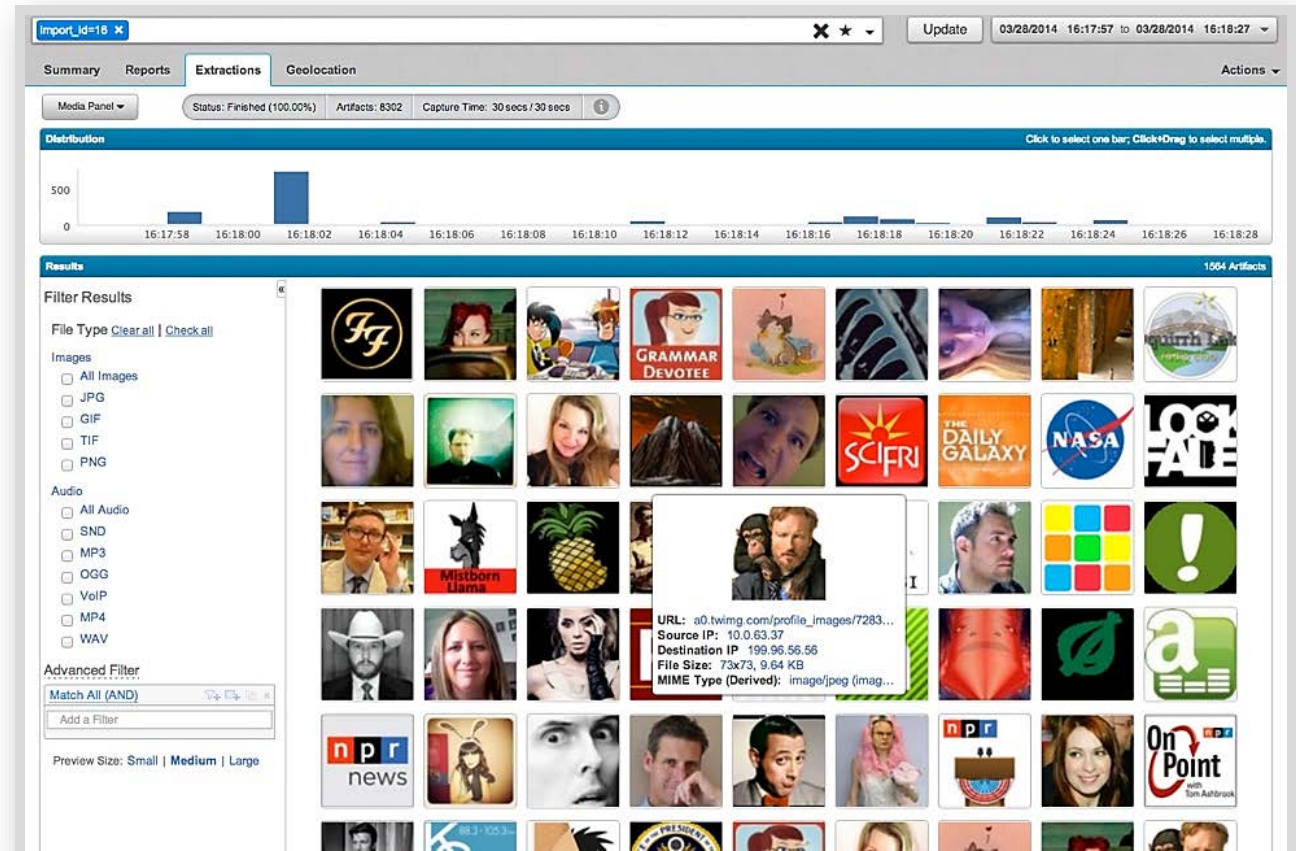 import_id=16
Update
03/28/2014 16:17:57 to 03/28/2014 16:18:27
Summary Reports Extractions Geolocation
Actions
Media Panel
Status: Finished (100.00%) Artifacts: 8302 Capture Time: 30 secs / 30 secs
Distribution
Click to select one bar; Click+Drag to select multiple.
500
0
16:17:58 16:18:00 16:18:02 16:18:04 16:18:06 16:18:08 16:18:10 16:18:12 16:18:14 16:18:16 16:18:18 16:18:20 16:18:22 16:18:24 16:18:26 16:18:28
Results
1564 Artifacts
Filter Results
File Type Clear all | Check all
Images
All Images
JPG
GIF
TIF
PNG
Audio
All Audio
SND
MP3
OGG
VoIP
MP4
WAV
Advanced Filter
Match All (AND)
Add a Filter
Preview Size: Small | Medium | Large
FF
GRAMMAR
DEVOTEE
SCIFRI
THE
DAILY
GALAXY
NASA
Mistborn
Llama
URL: a0.twimg.com/profile_images/7283...
Source IP: 10.0.63.37
Destination IP 199.96.56.56
File Size: 73x73, 9.64 KB
MIME Type (Derived): image/jpeg (imag...
!
a
npr
news
npr
npr
On
Point
with
Tom Ashbrook
88.3 - 105.3
PRESIDENT